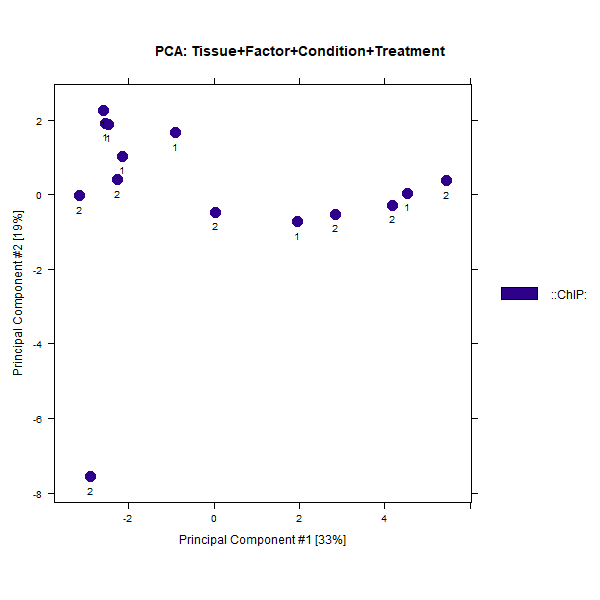 PCA: Tissue+Factor+Condition+Treatment
2
0
-2
-4
-6
-8
Principal Component #2 [19%]
1 1 1
1
2
2
2
1
2
2
1
2
2
-2 0 2 4
Principal Component #1 [33%]
::ChIP: